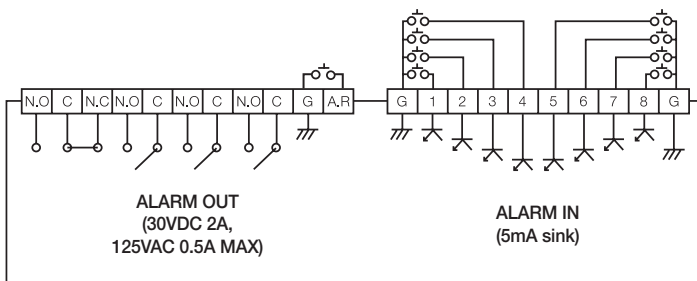 N.O C N.C N.O C N.O C N.O C G A.R
G 1 2 3 4 5 6 7 8 G
ALARM OUT
(30VDC 2A,
125VAC 0.5A MAX)
ALARM IN
(5mA sink)